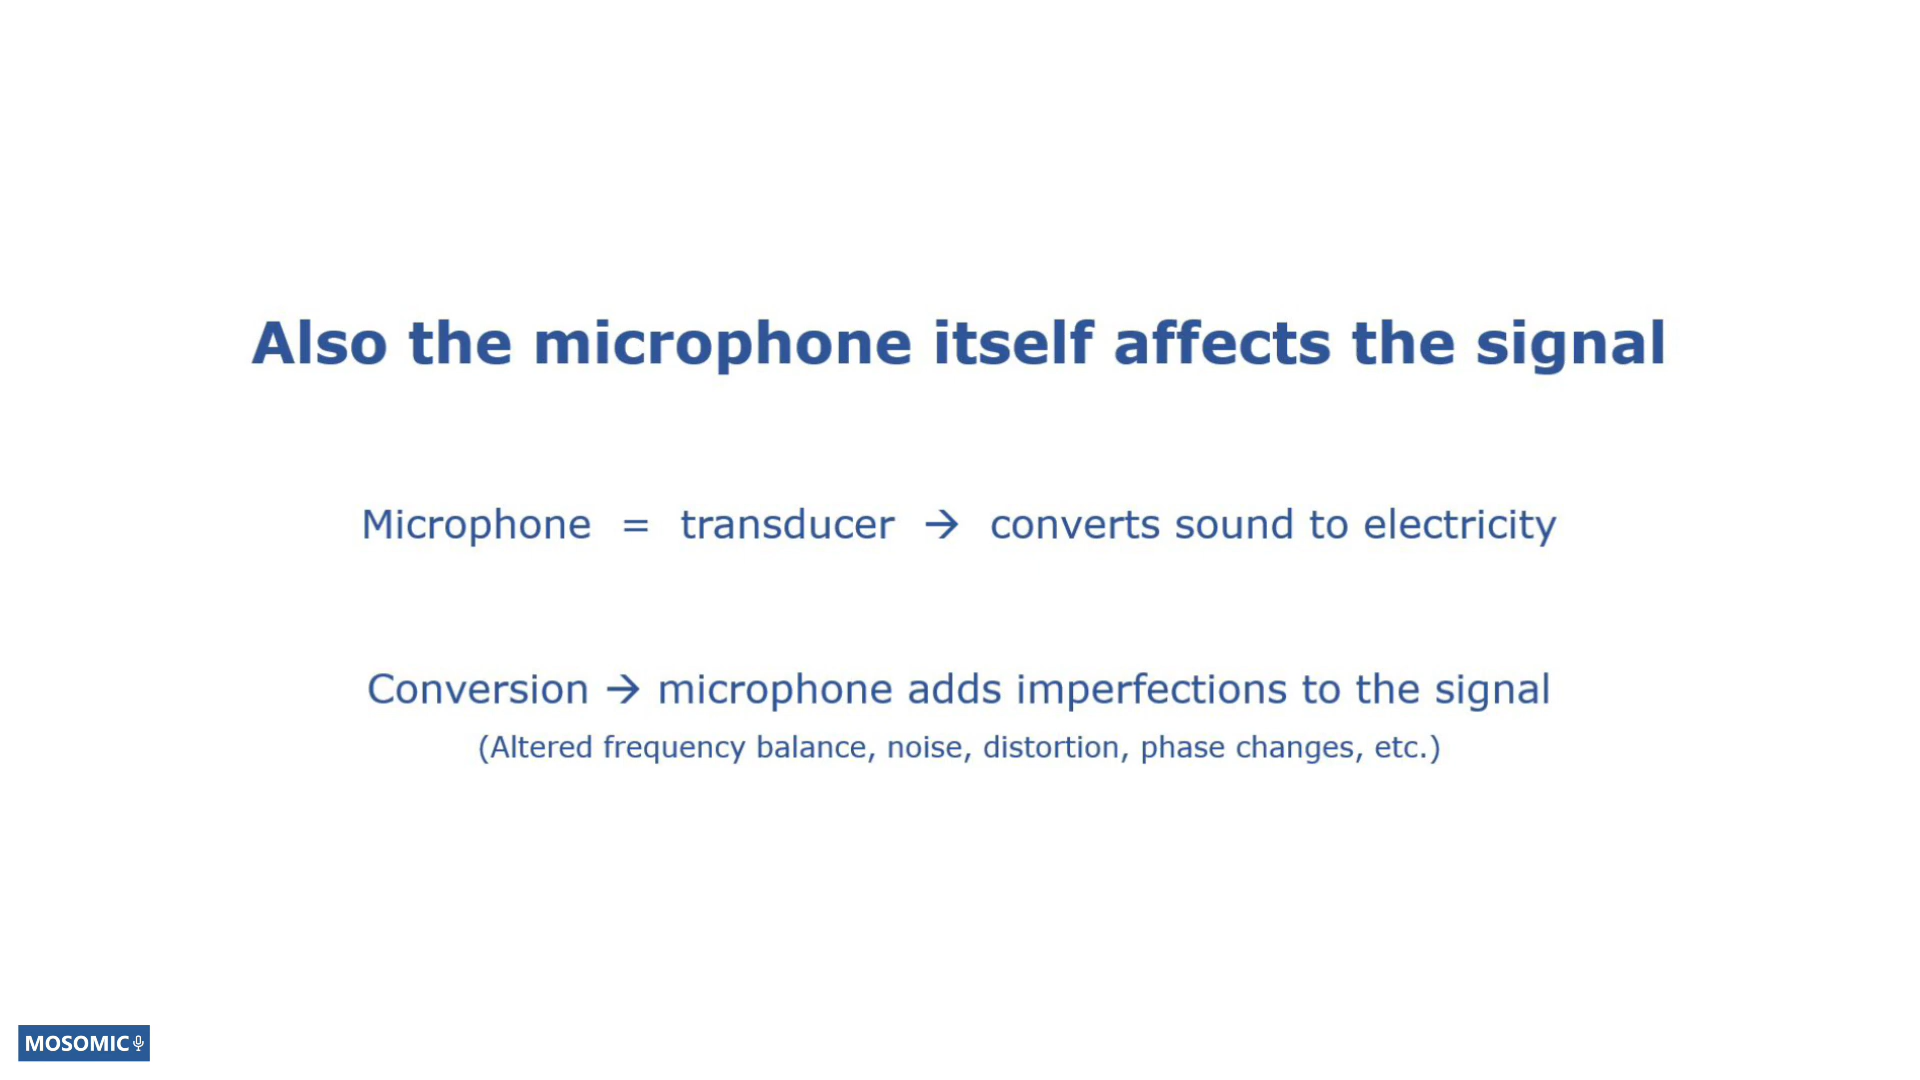 Also the microphone itself affects the signal
Microphone = transducer → converts sound to electricity
Conversion → microphone adds imperfections to the signal
(Altered frequency balance, noise, distortion, phase changes, etc.)
MOSOMIC